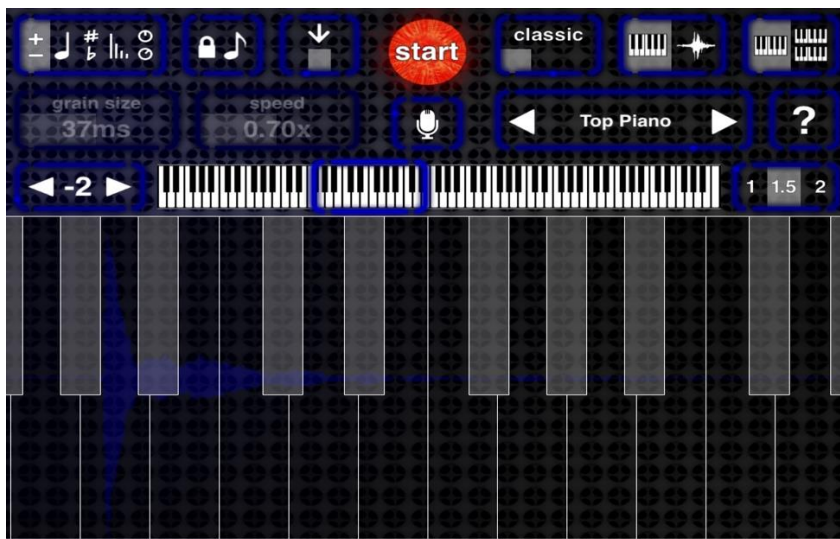 start
classic
grain size
37ms
speed
0.70x
Top Piano
?
-2
1 1.5 2